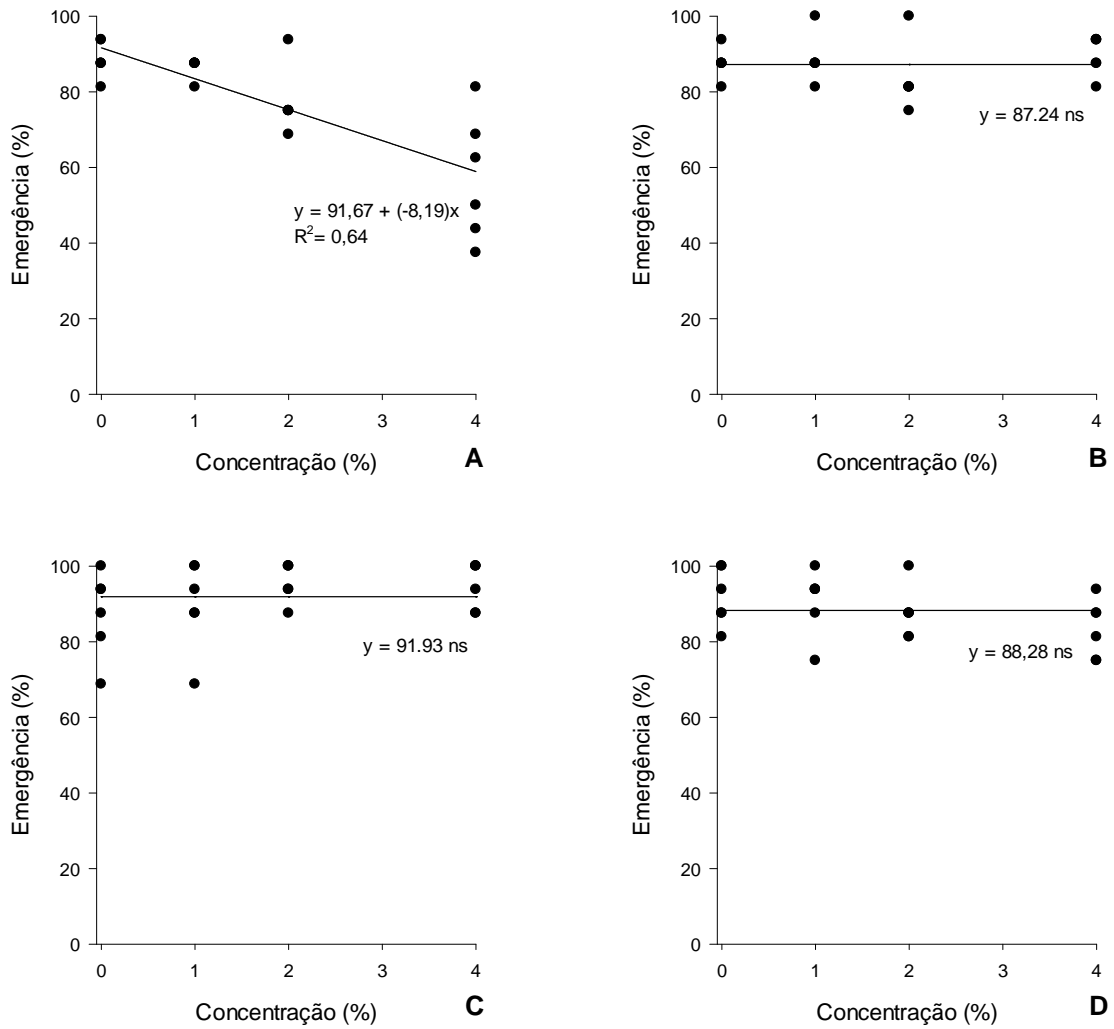 Emergência (%)
100
80
60
40
20
0
y = 91,67 + (-8,19)x
R²= 0,64
0 1 2 3 4
Concentração (%)
A
Emergência (%)
100
80
60
40
20
0
y = 87.24 ns
0 1 2 3 4
Concentração (%)
B
Emergência (%)
100
80
60
40
20
0
y = 91.93 ns
0 1 2 3 4
Concentração (%)
C
Emergência (%)
100
80
60
40
20
0
y = 88,28 ns
0 1 2 3 4
Concentração (%)
D